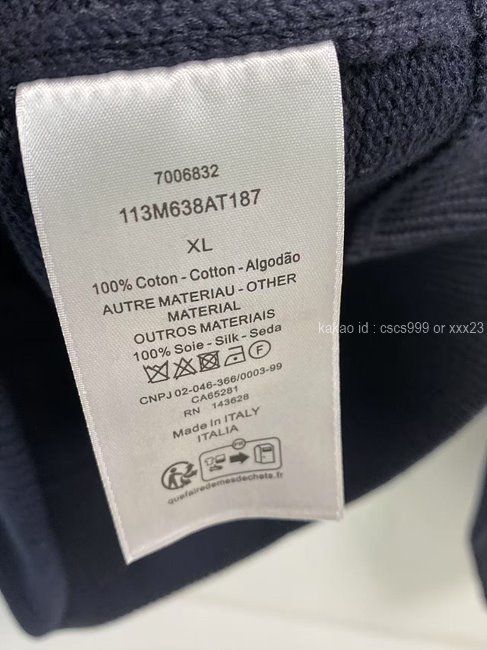 7006832
113M638AT187
XL
100% Coton - Cotton - Algodão
AUTRE MATERIAU - OTHER
MATERIAL
OUTROS MATERIAIS
100% Soie - Silk - Seda
F
CNPJ 02-046-366/0003-99
CA65281
RN 143628
Made in ITALY
ITALIA
FR
quefairedemesdechets.fr
kakao id : cscs999 or xxx23